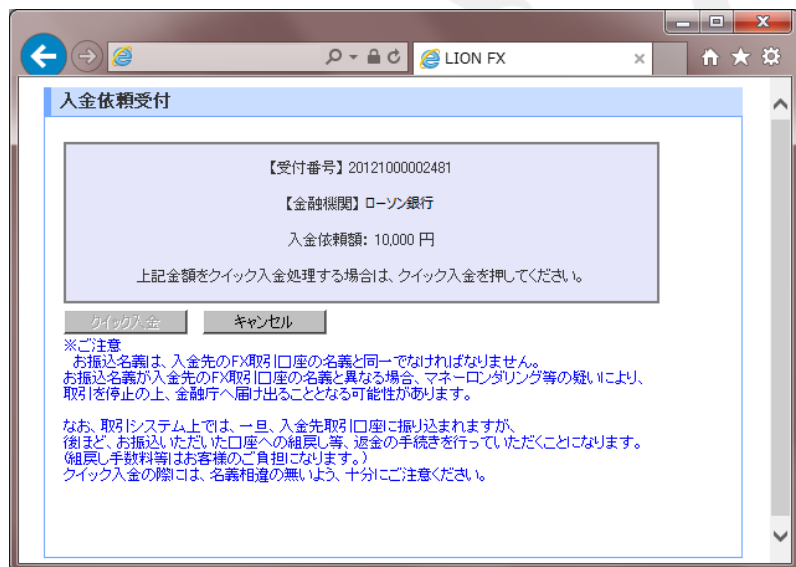 LION FX
入金依頼受付
【受付番号】20121000002481
【金融機関】ローソン銀行
入金依頼額: 10,000 円
上記金額をクイック入金処理する場合は、クイック入金を押してください。
クイック入金 キャンセル
※ご注意
お振込名義は、入金先のFX取引口座の名義と同一でなければなりません。
お振込名義が入金先のFX取引口座の名義と異なる場合、マネーロンダリング等の疑いにより、
取引を停止の上、金融庁へ届け出ることとなる可能性があります。
なお、取引システム上では、一旦、入金先取引口座に振り込まれますが、
後ほど、お振込いただいた口座への組戻し等、返金の手続きを行っていただくことになります。
(組戻し手数料等はお客様のご負担になります。)
クイック入金の際には、名義相違の無いよう、十分にご注意ください。